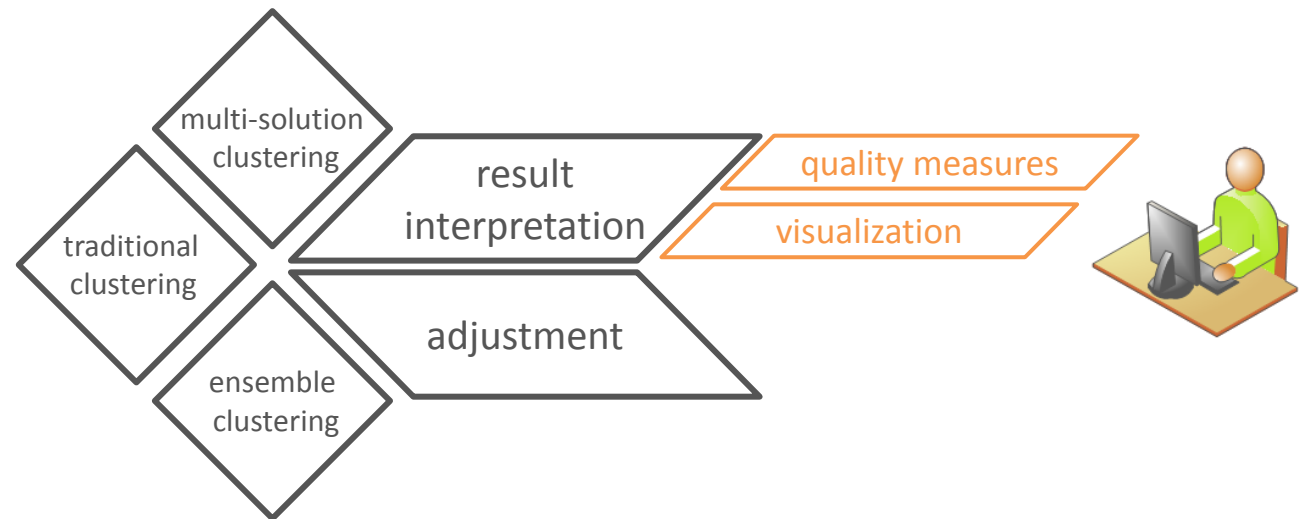 multi-solution
clustering
traditional
clustering
ensemble
clustering
result
interpretation
adjustment
quality measures
visualization